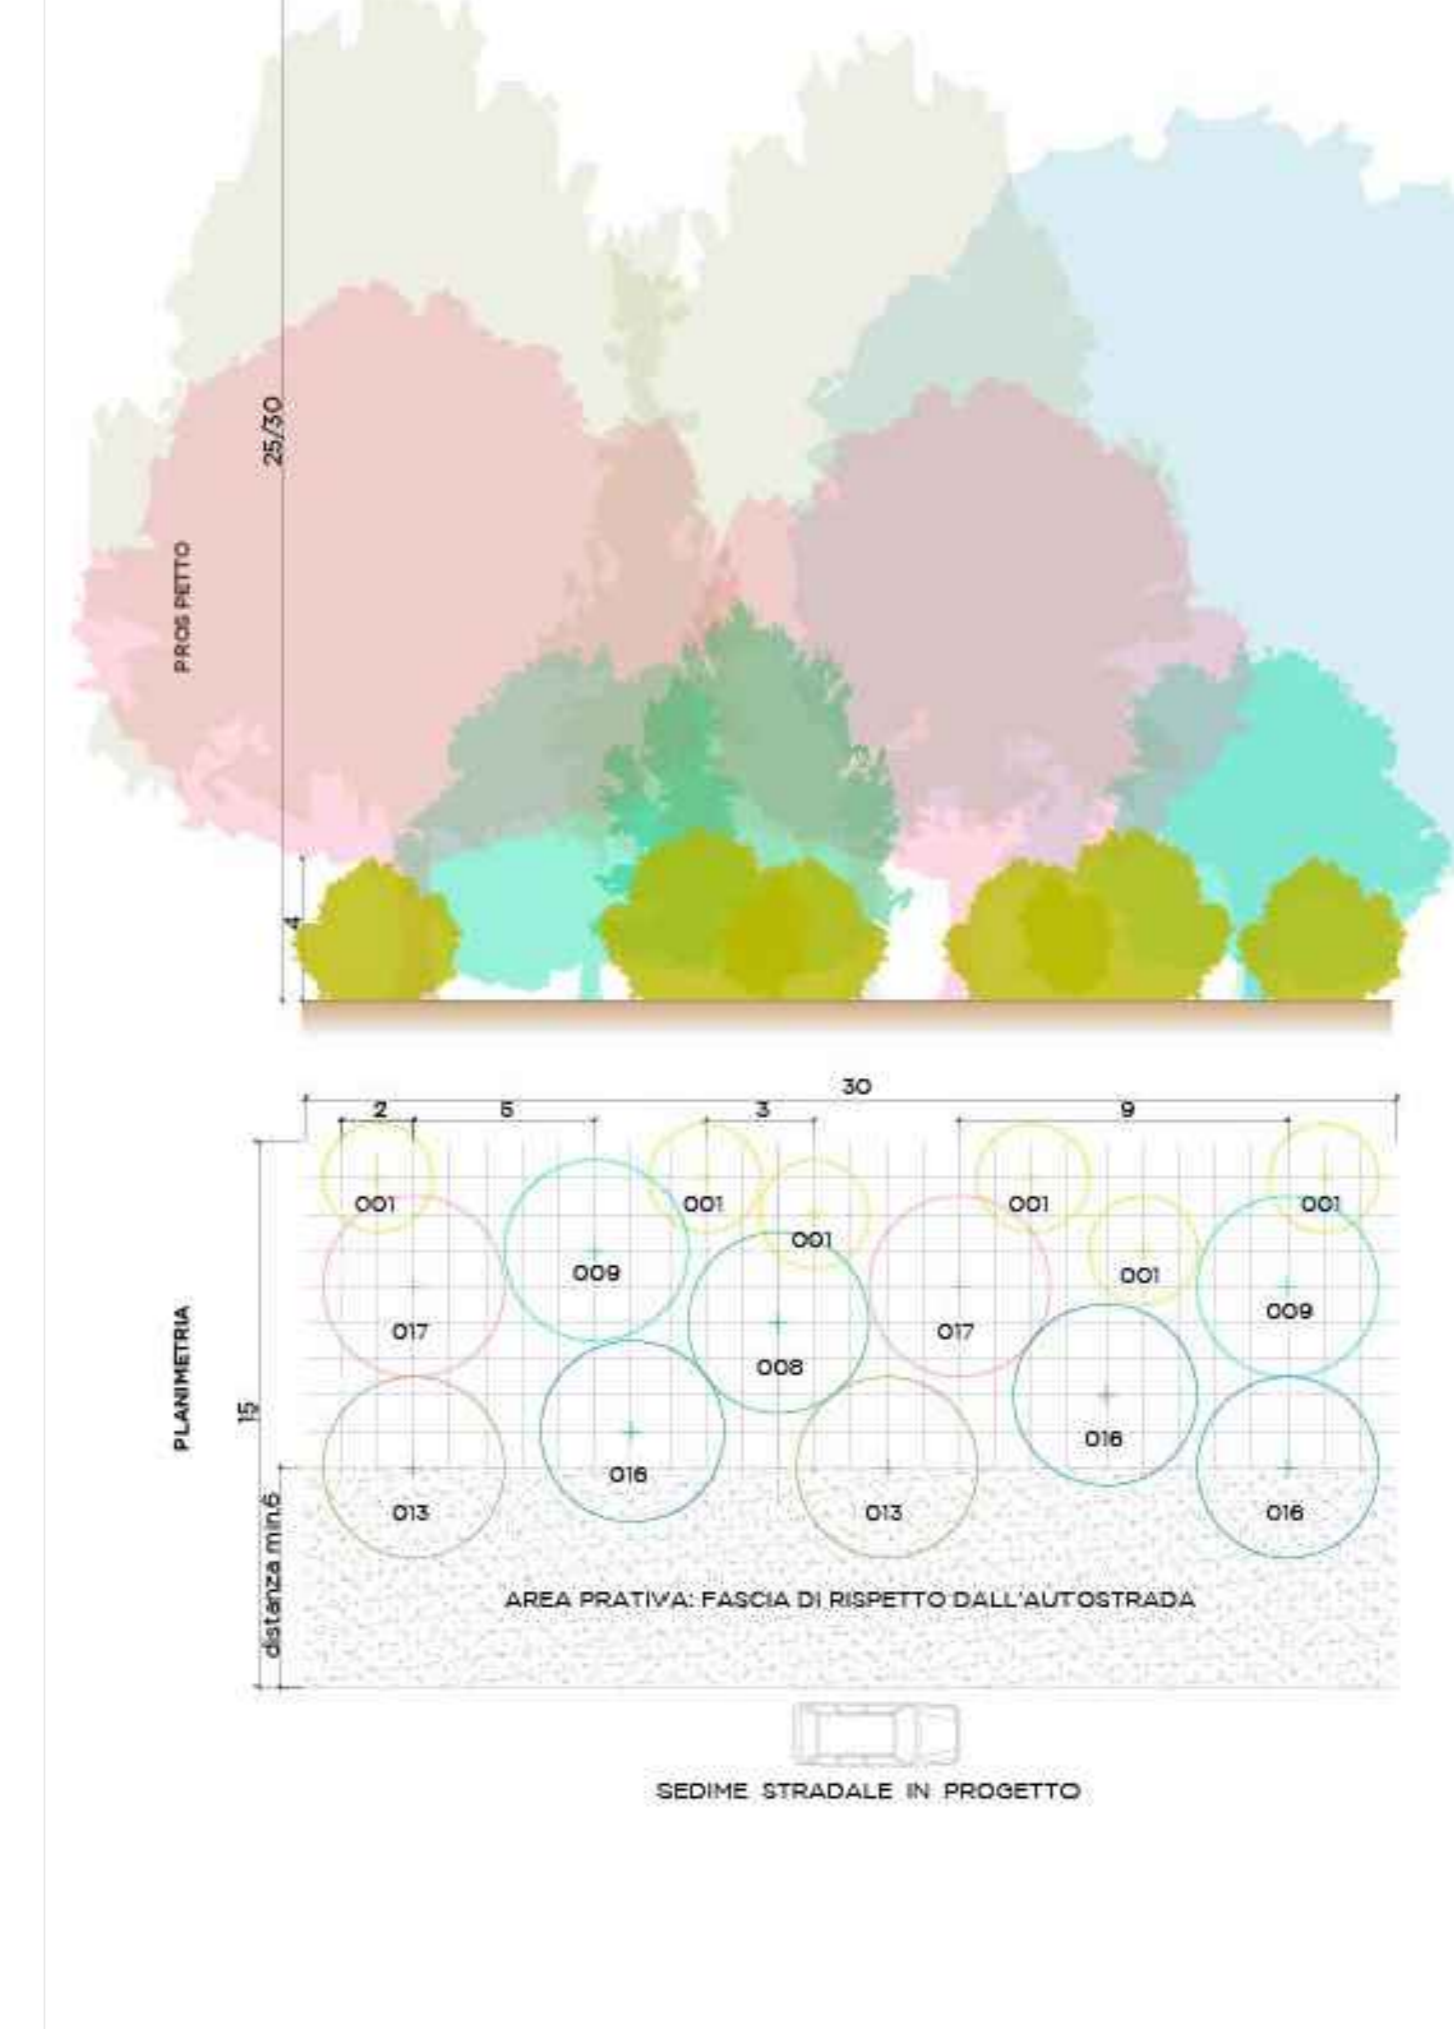 25/30
PROSPETTO
4
30
2 5 3 9
001 001 001 001
001
009 001
009
017 017
008
15
PLANIMETRIA
016
016
013 013 016
distanza min.6
AREA PRATIVA: FASCIA DI RISPETTO DALL'AUTOSTRADA
SEDIME STRADALE IN PROGETTO